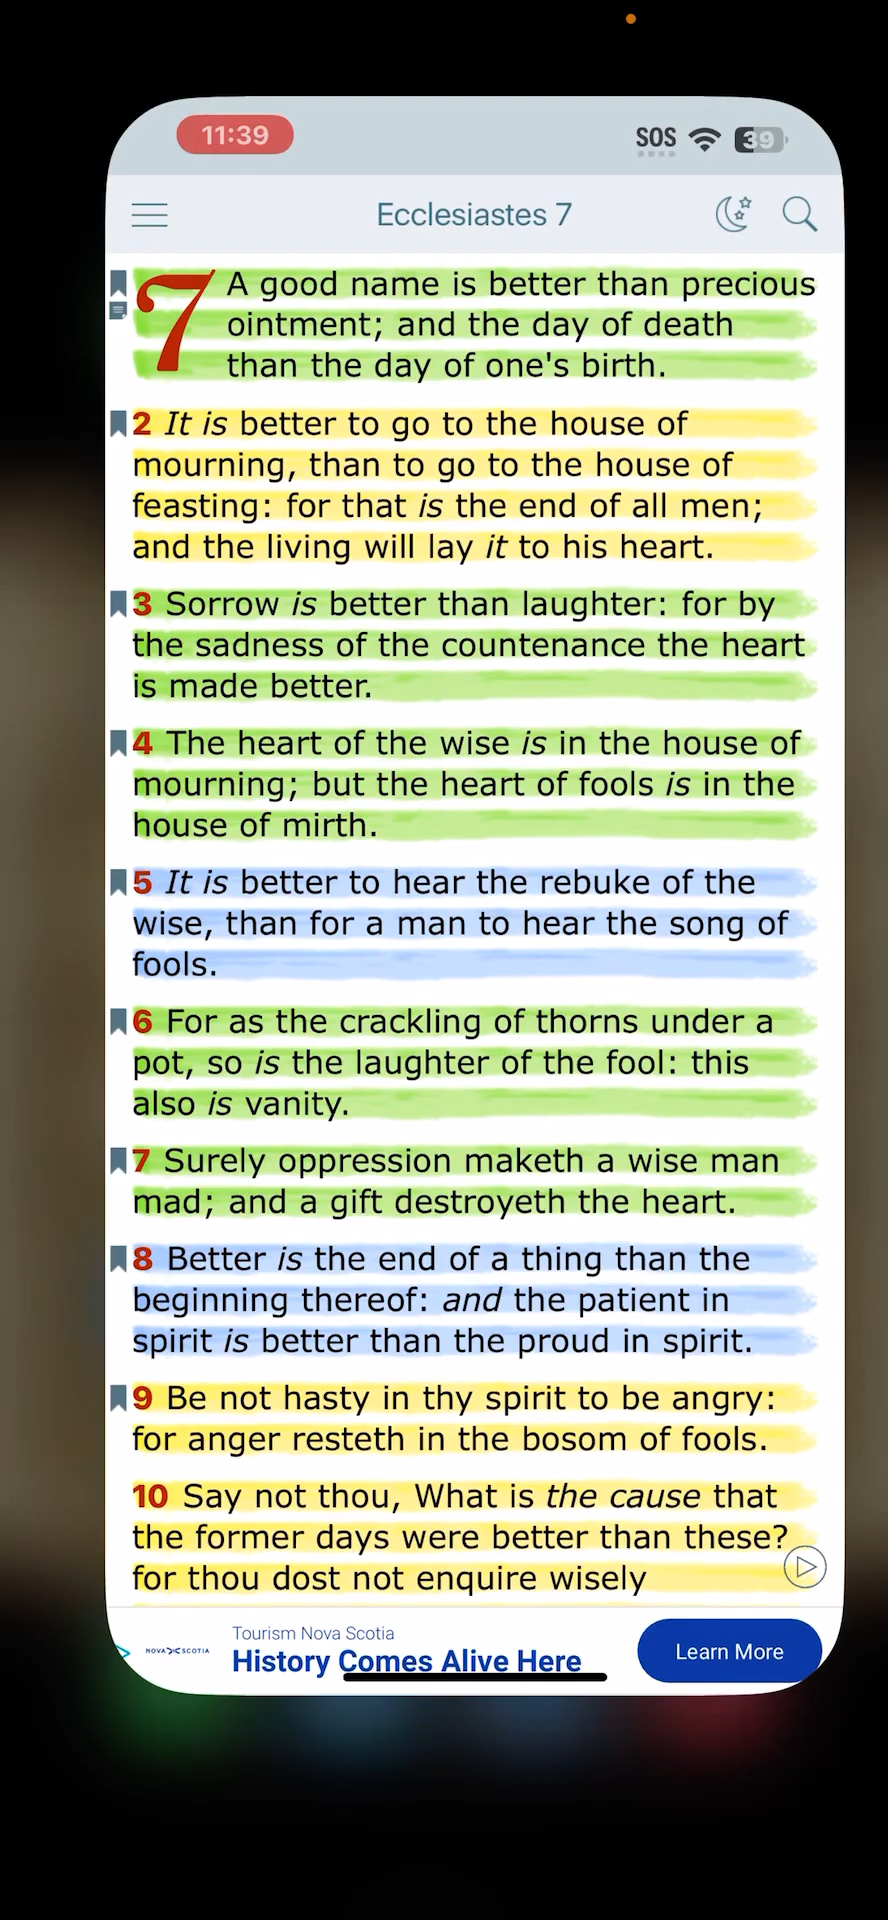 11:39
SOS
39
Ecclesiastes 7
7 A good name is better than precious
ointment; and the day of death
than the day of one's birth.
2 It is better to go to the house of
mourning, than to go to the house of
feasting: for that is the end of all men;
and the living will lay it to his heart.
3 Sorrow is better than laughter: for by
the sadness of the countenance the heart
is made better.
4 The heart of the wise is in the house of
mourning; but the heart of fools is in the
house of mirth.
5 It is better to hear the rebuke of the
wise, than for a man to hear the song of
fools.
6 For as the crackling of thorns under a
pot, so is the laughter of the fool: this
also is vanity.
7 Surely oppression maketh a wise man
mad; and a gift destroyeth the heart.
8 Better is the end of a thing than the
beginning thereof: and the patient in
spirit is better than the proud in spirit.
9 Be not hasty in thy spirit to be angry:
for anger resteth in the bosom of fools.
10 Say not thou, What is the cause that
the former days were better than these?
for thou dost not enquire wisely
Tourism Nova Scotia
NOVA SCOTIA
History Comes Alive Here
Learn More